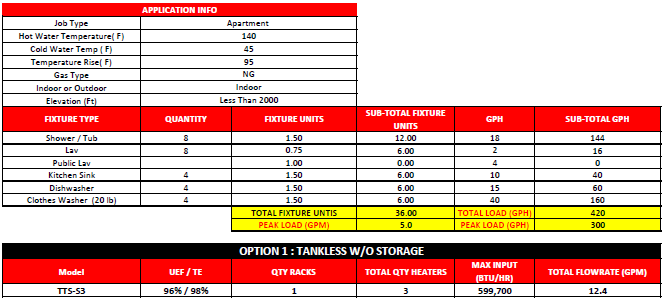 APPLICATION INFO
Job Type Apartment
Hot Water Temperature( F) 140
Cold Water Temp ( F) 45
Temperature Rise( F) 95
Gas Type NG
Indoor or Outdoor Indoor
Elevation (Ft) Less Than 2000
FIXTURE TYPE QUANTITY FIXTURE UNITS SUB-TOTAL FIXTURE UNITS GPH SUB-TOTAL GPH
Shower / Tub 8 1.50 12.00 18 144
Lav 8 0.75 6.00 2 16
Public Lav 1.00 0.00 4 0
Kitchen Sink 4 1.50 6.00 10 40
Dishwasher 4 1.50 6.00 15 60
Clothes Washer (20 lb) 4 1.50 6.00 40 160
TOTAL FIXTURE UNTIS 36.00 TOTAL LOAD (GPH) 420
PEAK LOAD (GPM) 5.0 PEAK LOAD (GPH) 300
OPTION 1 : TANKLESS W/O STORAGE
Model UEF / TE QTY RACKS TOTAL QTY HEATERS MAX INPUT (BTU/HR) TOTAL FLOWRATE (GPM)
TTS-S3 96% / 98% 1 3 599,700 12.4